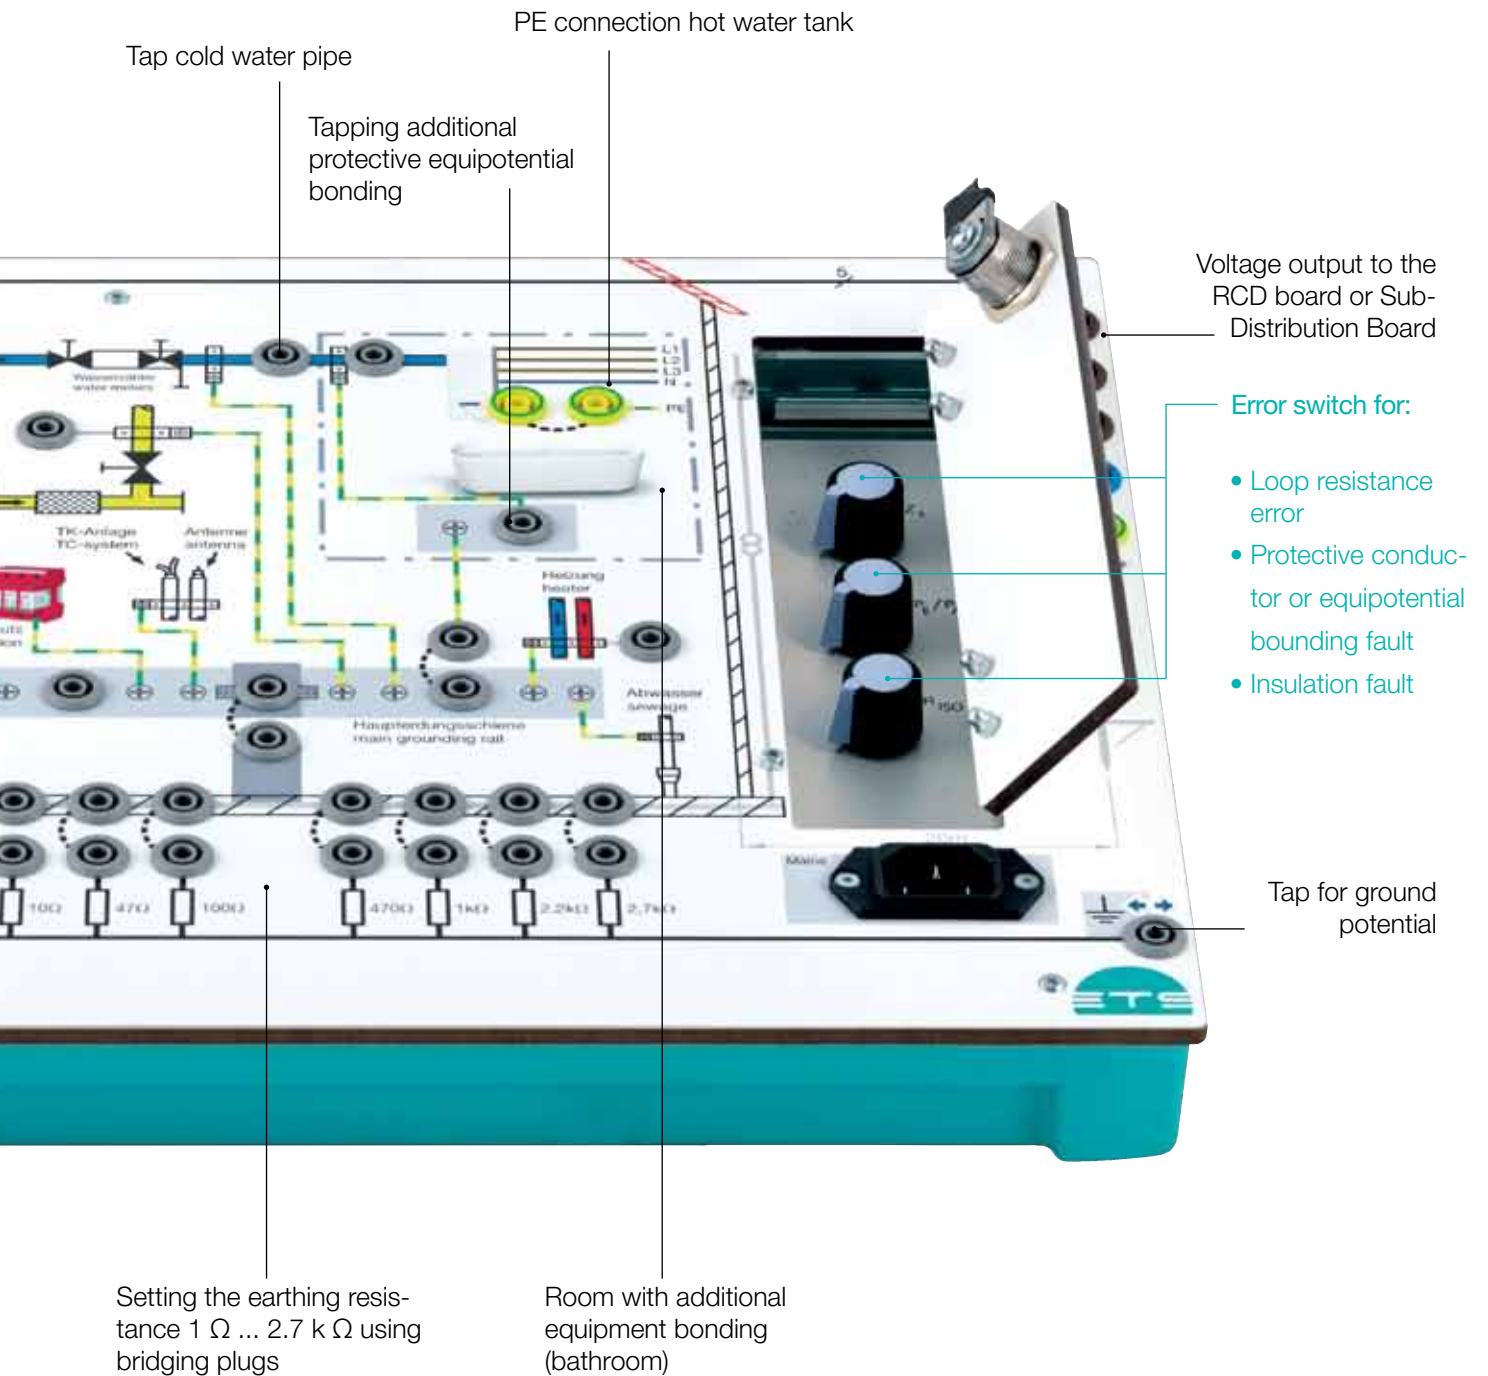 PE connection hot water tank
Tap cold water pipe
Tapping additional
protective equipotential
bonding
Voltage output to the
RCD board or Sub-
Distribution Board
Error switch for:
• Loop resistance
error
• Protective conduc-
tor or equipotential
bounding fault
• Insulation fault
Wasserzähler
water meters
L1
L2
L3
N
PE
TK-Anlage
TC-system
Antenne
antenna
Heizung
heater
Abwasser
sewage
Haupterdungsschiene
main grounding rail
R ISO
10Ω
47Ω
100Ω
470Ω
1kΩ
2.2kΩ
2,7kΩ
Mains
Tap for ground
potential
ETS
Setting the earthing resis-
tance 1 Ω ... 2.7 k Ω using
bridging plugs
Room with additional
equipment bonding
(bathroom)